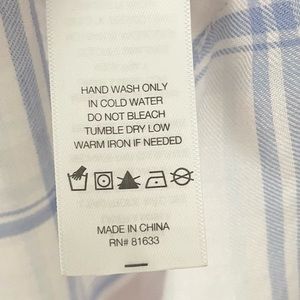 HAND WASH ONLY
IN COLD WATER
DO NOT BLEACH
TUMBLE DRY LOW
WARM IRON IF NEEDED
MADE IN CHINA
RN# 81633